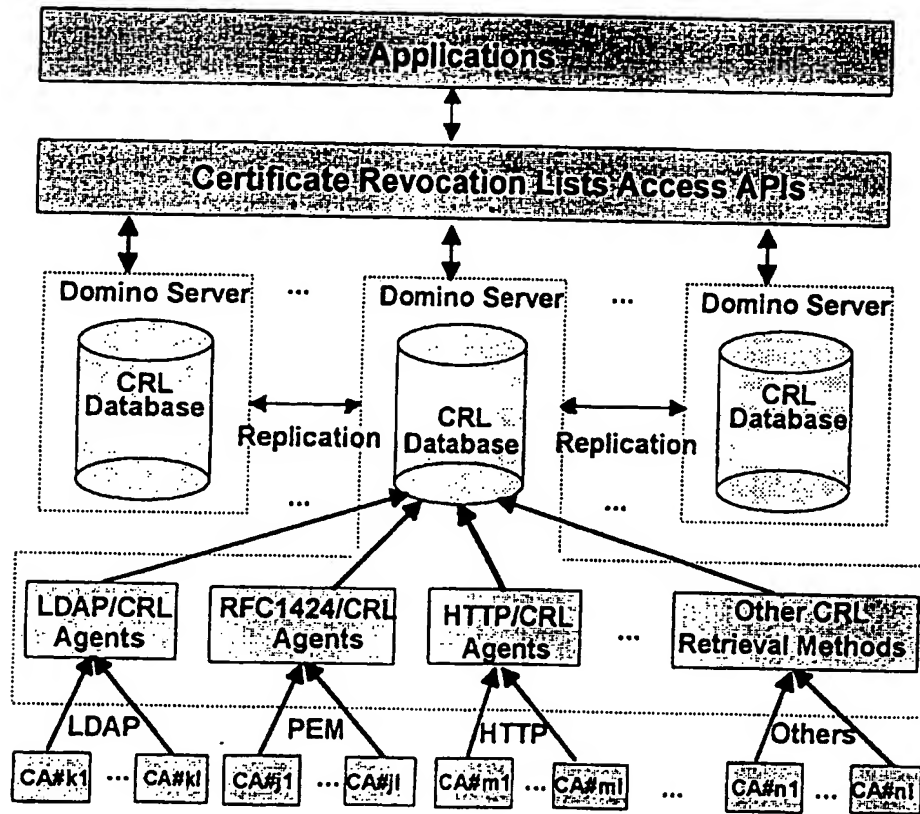 Applications
Certificate Revocation Lists Access APIs
Domino Server ... Domino Server ... Domino Server
CRL
Database
CRL
Database
CRL
Database
Replication
Replication
... ...
LDAP/CRL
Agents
RFC1424/CRL
Agents
HTTP/CRL
Agents
...
Other CRL
Retrieval Methods
LDAP PEM HTTP Others
CA#k1 ... CA#kl CA#j1 ... CA#jl CA#m1 ... CA#ml ... CA#n1 ... CA#nl